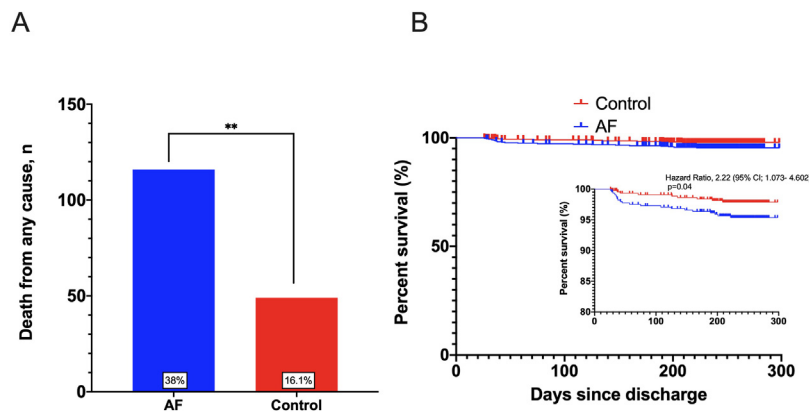 A
Death from any cause, n
150
100
50
0
**
38%
16.1%
AF
Control
B
Control
AF
Percent survival (%)
100
50
0
0
100
200
300
Days since discharge
Hazard Ratio, 2.22 (95% CI; 1.073- 4.602
p=0.04
Percent survival (%)
100
95
90
85
80
0
100
200
300